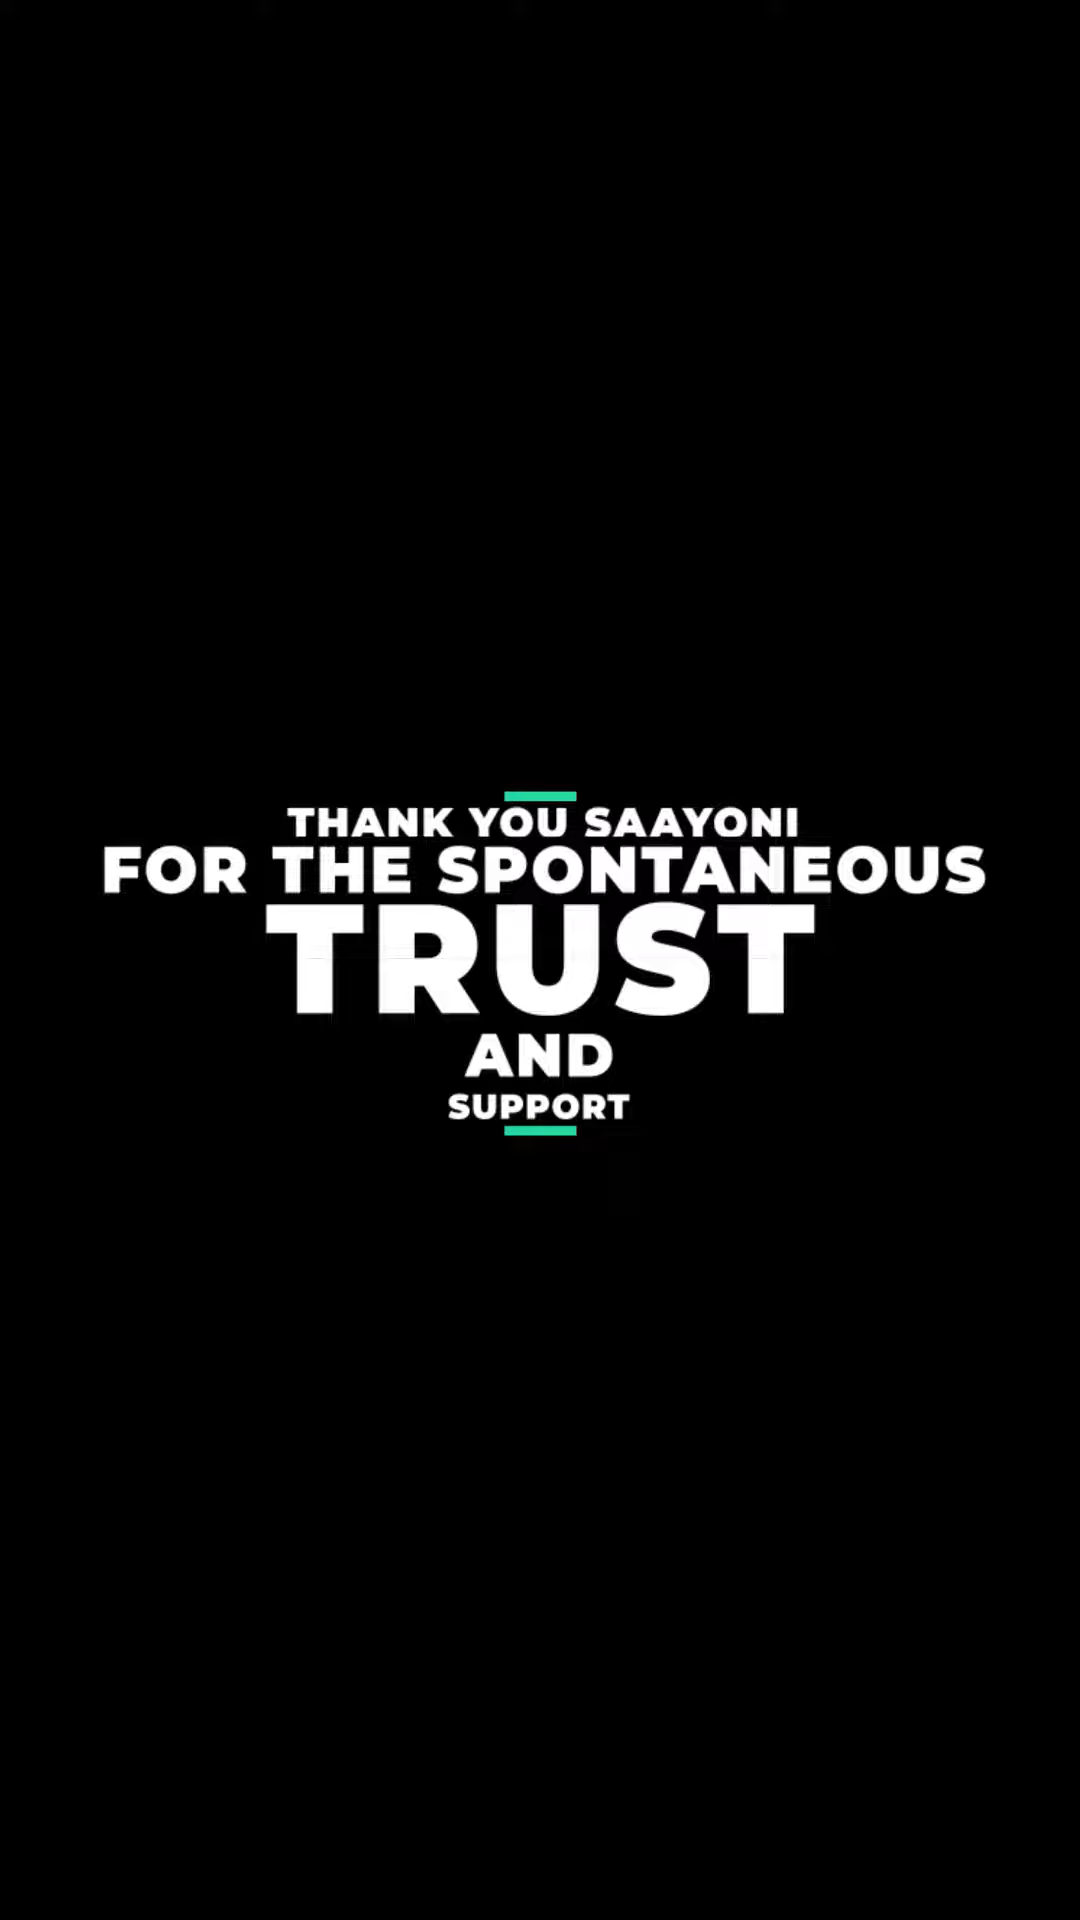 THANK YOU SAAYONI
FOR THE SPONTANEOUS
TRUST
AND
SUPPORT